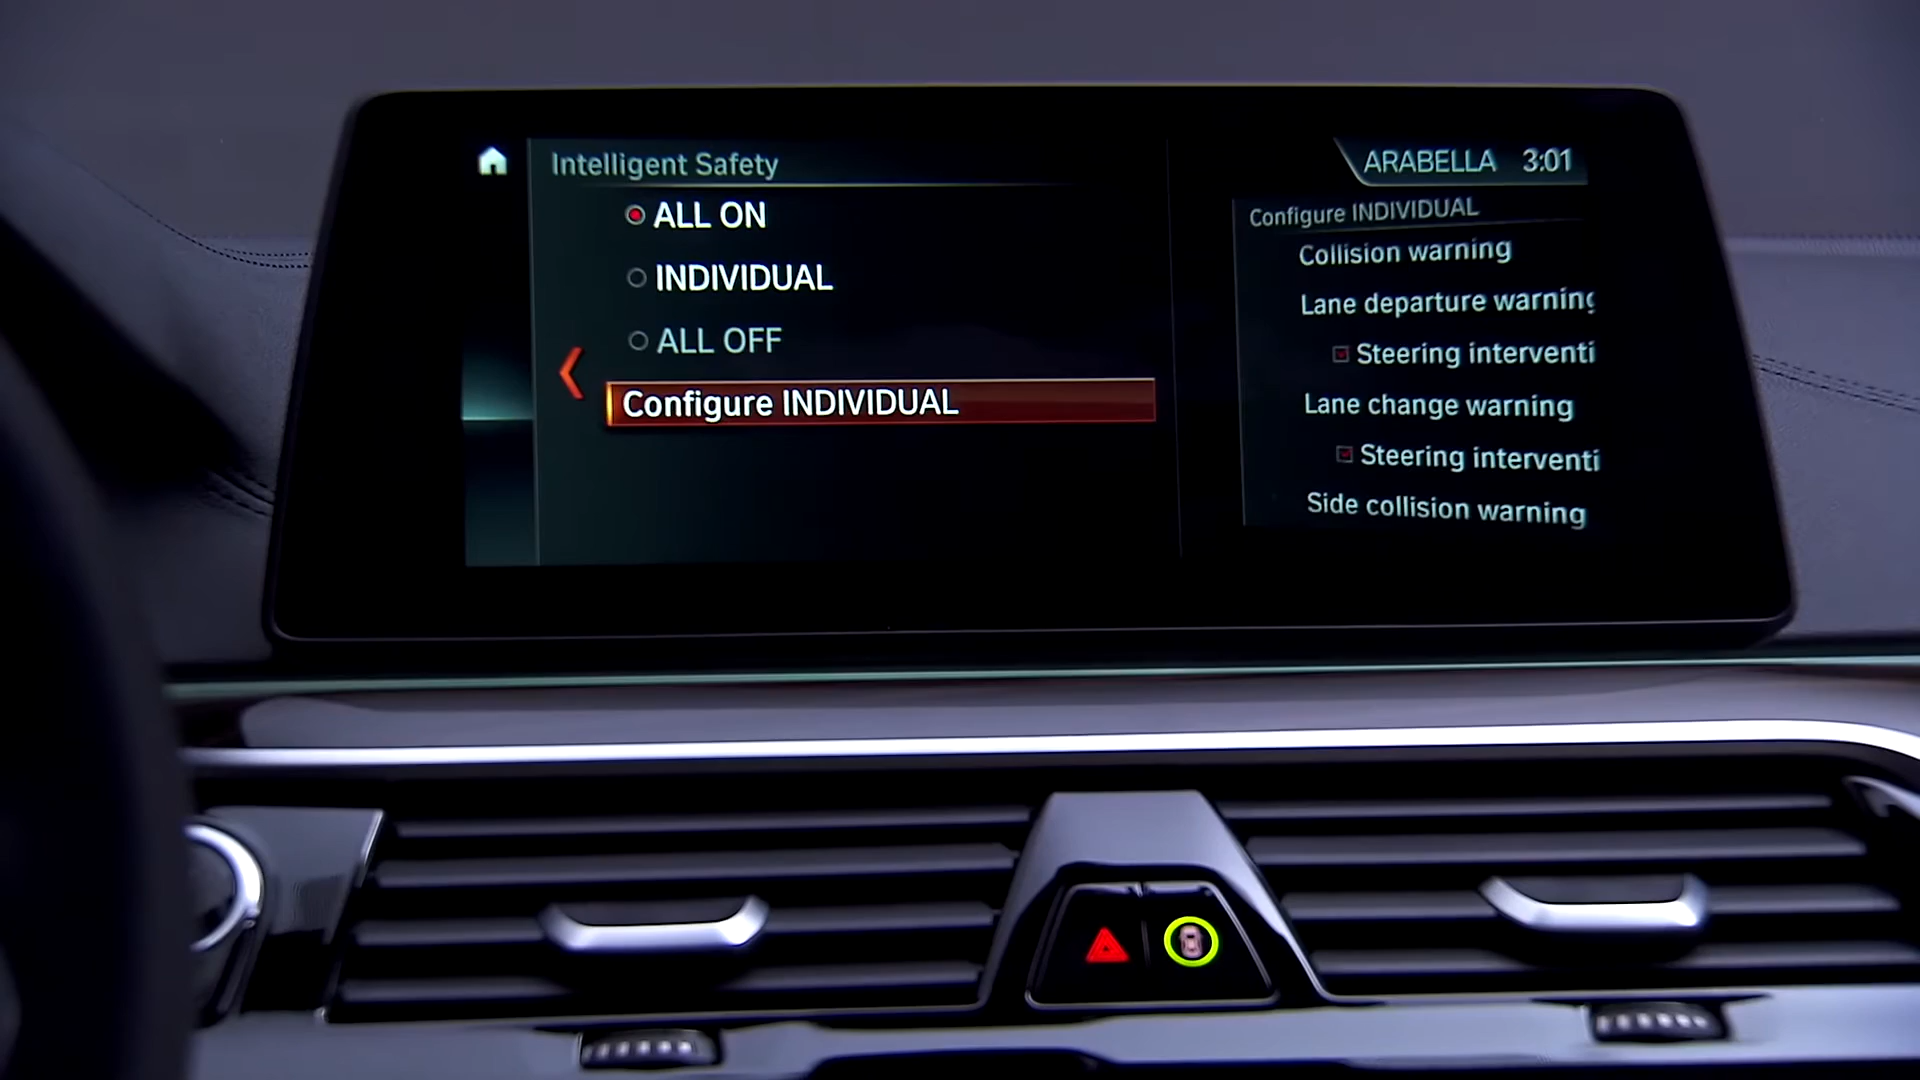 Intelligent Safety
ALL ON
INDIVIDUAL
ALL OFF
Configure INDIVIDUAL
ARABELLA 3:01
Configure INDIVIDUAL
Collision warning
Lane departure warning
Steering interventi
Lane change warning
Steering interventi
Side collision warning